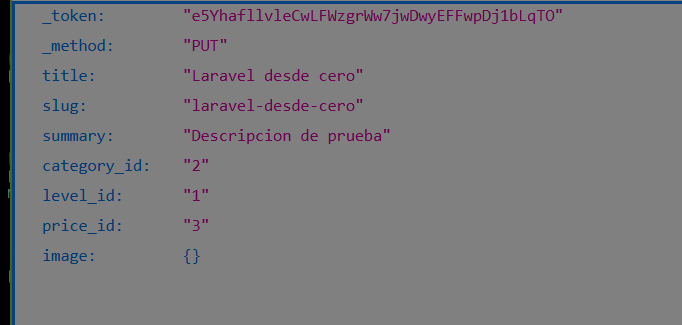 _token: "e5YhafllvleCwLFWzgrWw7jwDwyEFFwpDj1bLqTO"
_method: "PUT"
title: "Laravel desde cero"
slug: "laravel-desde-cero"
summary: "Descripcion de prueba"
category_id: "2"
level_id: "1"
price_id: "3"
image: {}